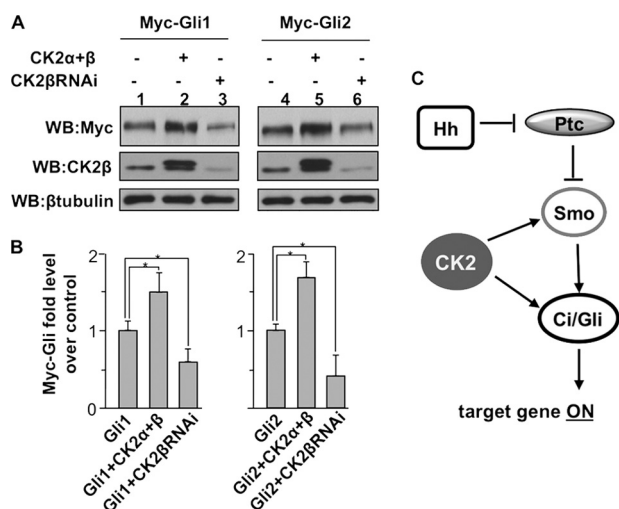 A
Myc-Gli1 Myc-Gli2
CK2α+β - + - - + -
CK2βRNAi - - + - - +
1 2 3 4 5 6
WB:Myc
WB:CK2β
WB:βtubulin
B
Myc-Gli fold level
over control
2
1
0
Gli1
Gli1+CK2α+β
Gli1+CK2βRNAi
* *
2
1
0
Gli2
Gli2+CK2α+β
Gli2+CK2βRNAi
* *
C
Hh Ptc
Smo
CK2
Ci/Gli
target gene ON